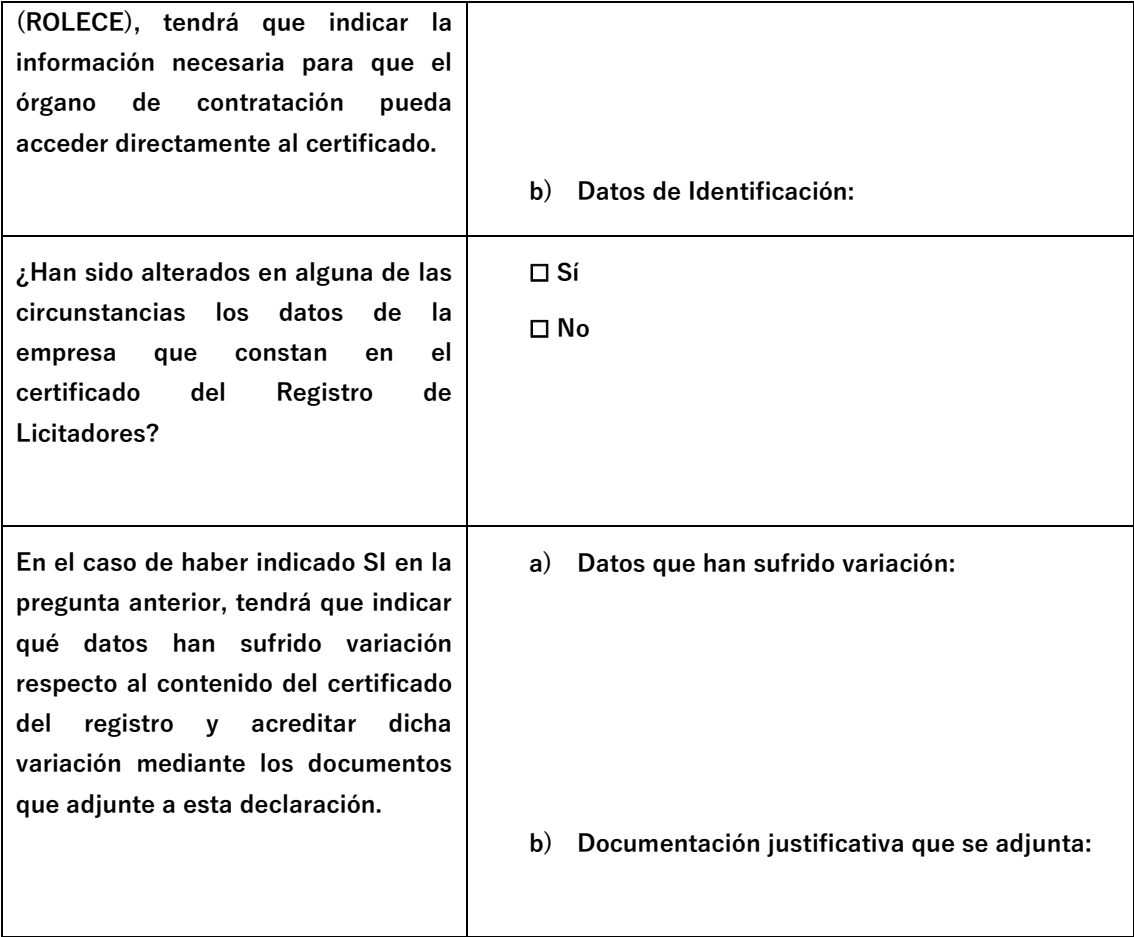 (ROLECE), tendrá que indicar la
información necesaria para que el
órgano de contratación pueda
acceder directamente al certificado.
b) Datos de Identificación:
¿Han sido alterados en alguna de las
circunstancias los datos de la
empresa que constan en el
certificado del Registro de
Licitadores?
☐ Sí
☐ No
En el caso de haber indicado SI en la
pregunta anterior, tendrá que indicar
qué datos han sufrido variación
respecto al contenido del certificado
del registro y acreditar dicha
variación mediante los documentos
que adjunte a esta declaración.
a) Datos que han sufrido variación:
b) Documentación justificativa que se adjunta: